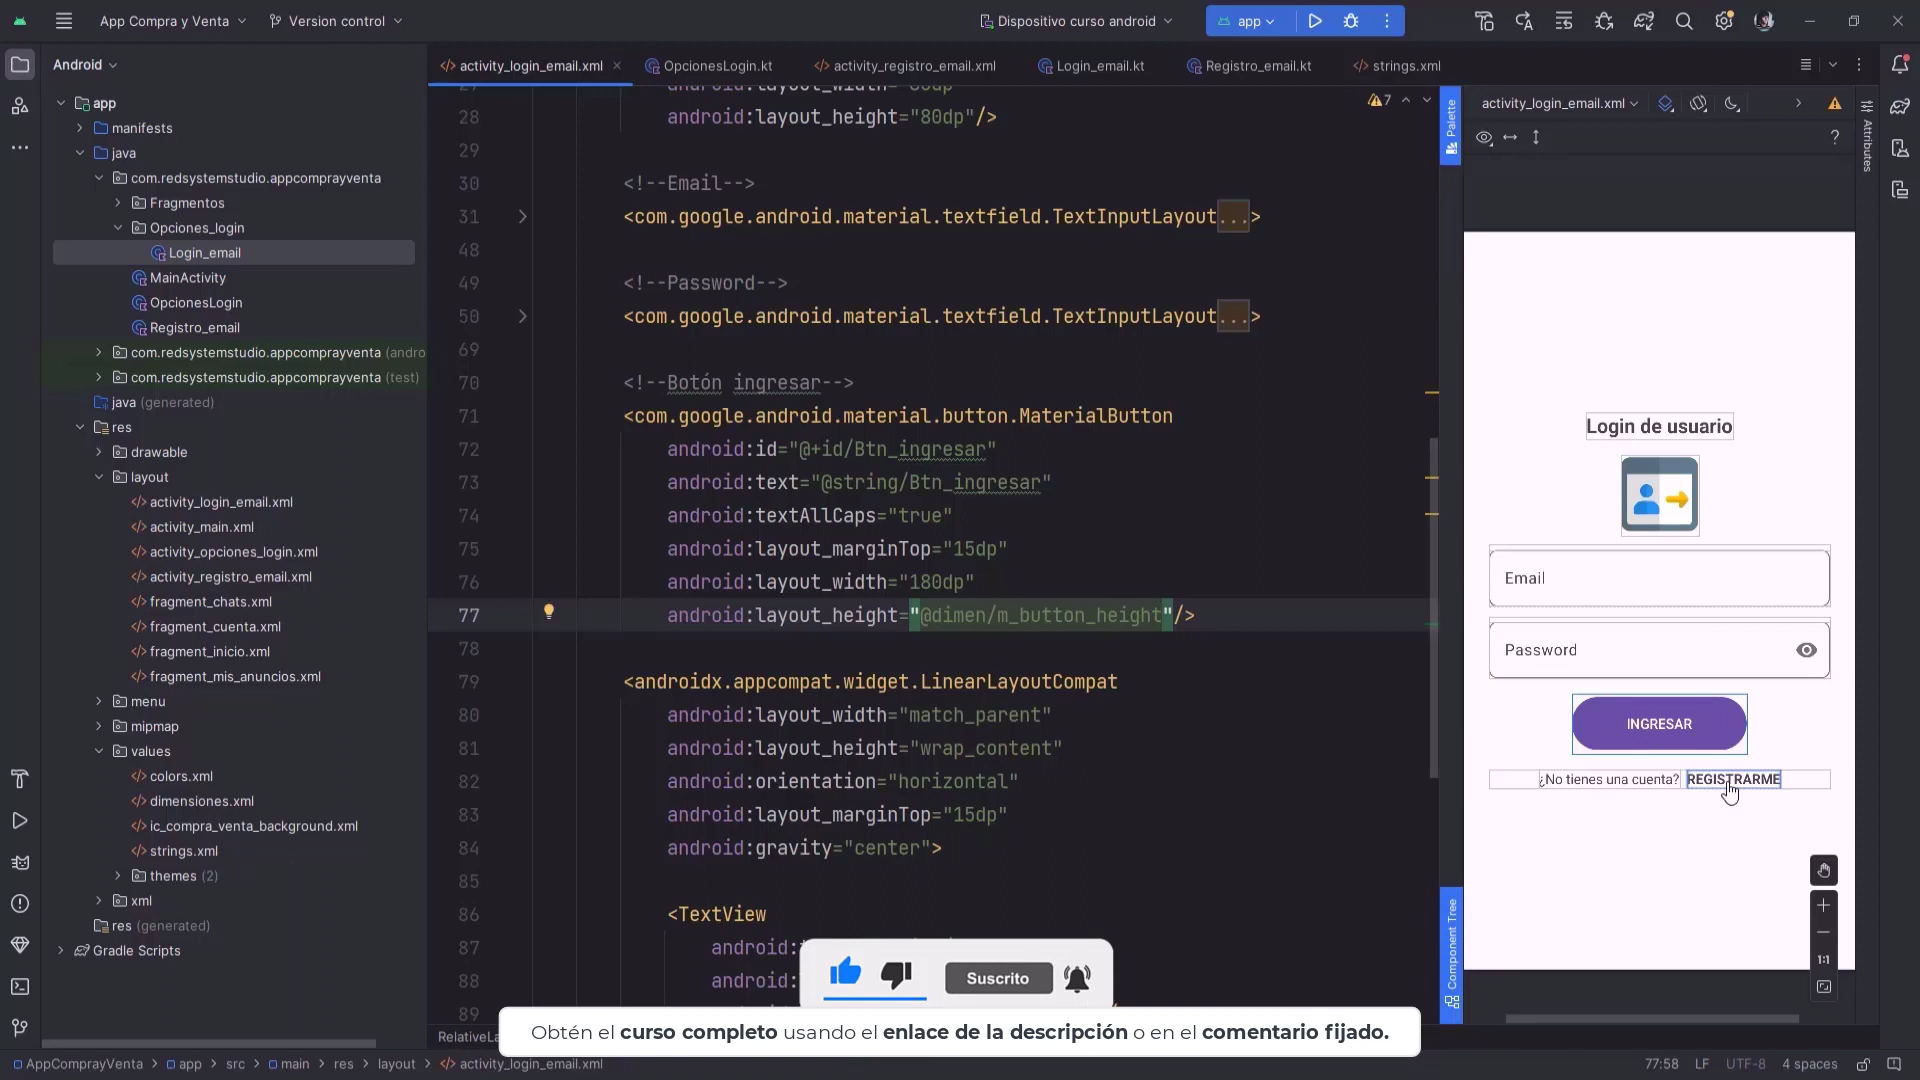 App Compra y Venta
Version control
Dispositivo curso android
app
Android
activity_login_email.xml
OpcionesLogin.kt
activity_registro_email.xml
Login_email.kt
Registro_email.kt
strings.xml
app
manifests
java
com.redsystemstudio.appcomprayventa
Fragmentos
Opciones_login
Login_email
MainActivity
OpcionesLogin
Registro_email
com.redsystemstudio.appcomprayventa (andro
com.redsystemstudio.appcomprayventa (test)
java (generated)
res
drawable
layout
activity_login_email.xml
activity_main.xml
activity_opciones_login.xml
activity_registro_email.xml
fragment_chats.xml
fragment_cuenta.xml
fragment_inicio.xml
fragment_mis_anuncios.xml
menu
mipmap
values
colors.xml
dimensiones.xml
ic_compra_venta_background.xml
strings.xml
themes (2)
xml
res (generated)
Gradle Scripts
7
28 android:layout_height="80dp"/>
29
30 <!--Email-->
31 <com.google.android.material.textfield.TextInputLayout...>
48
49 <!--Password-->
50 <com.google.android.material.textfield.TextInputLayout...>
69
70 <!--Botón ingresar-->
71 <com.google.android.material.button.MaterialButton
72 android:id="@+id/Btn_ingresar"
73 android:text="@string/Btn_ingresar"
74 android:textAllCaps="true"
75 android:layout_marginTop="15dp"
76 android:layout_width="180dp"
77 android:layout_height="@dimen/m_button_height"/>
78
79 <androidx.appcompat.widget.LinearLayoutCompat
80 android:layout_width="match_parent"
81 android:layout_height="wrap_content"
82 android:orientation="horizontal"
83 android:layout_marginTop="15dp"
84 android:gravity="center">
85
86 <TextView
87 android:
88 android:
89
Palette
Component Tree
activity_login_email.xml
Attributes
?
Login de usuario
Email
Password
INGRESAR
¿No tienes una cuenta? REGISTRARME
1:1
Suscrito
Obtén el curso completo usando el enlace de la descripción o en el comentario fijado.
RelativeLa
AppComprayVenta
app
src
main
res
layout
activity_login_email.xml
77:58
LF
UTF-8
4 spaces